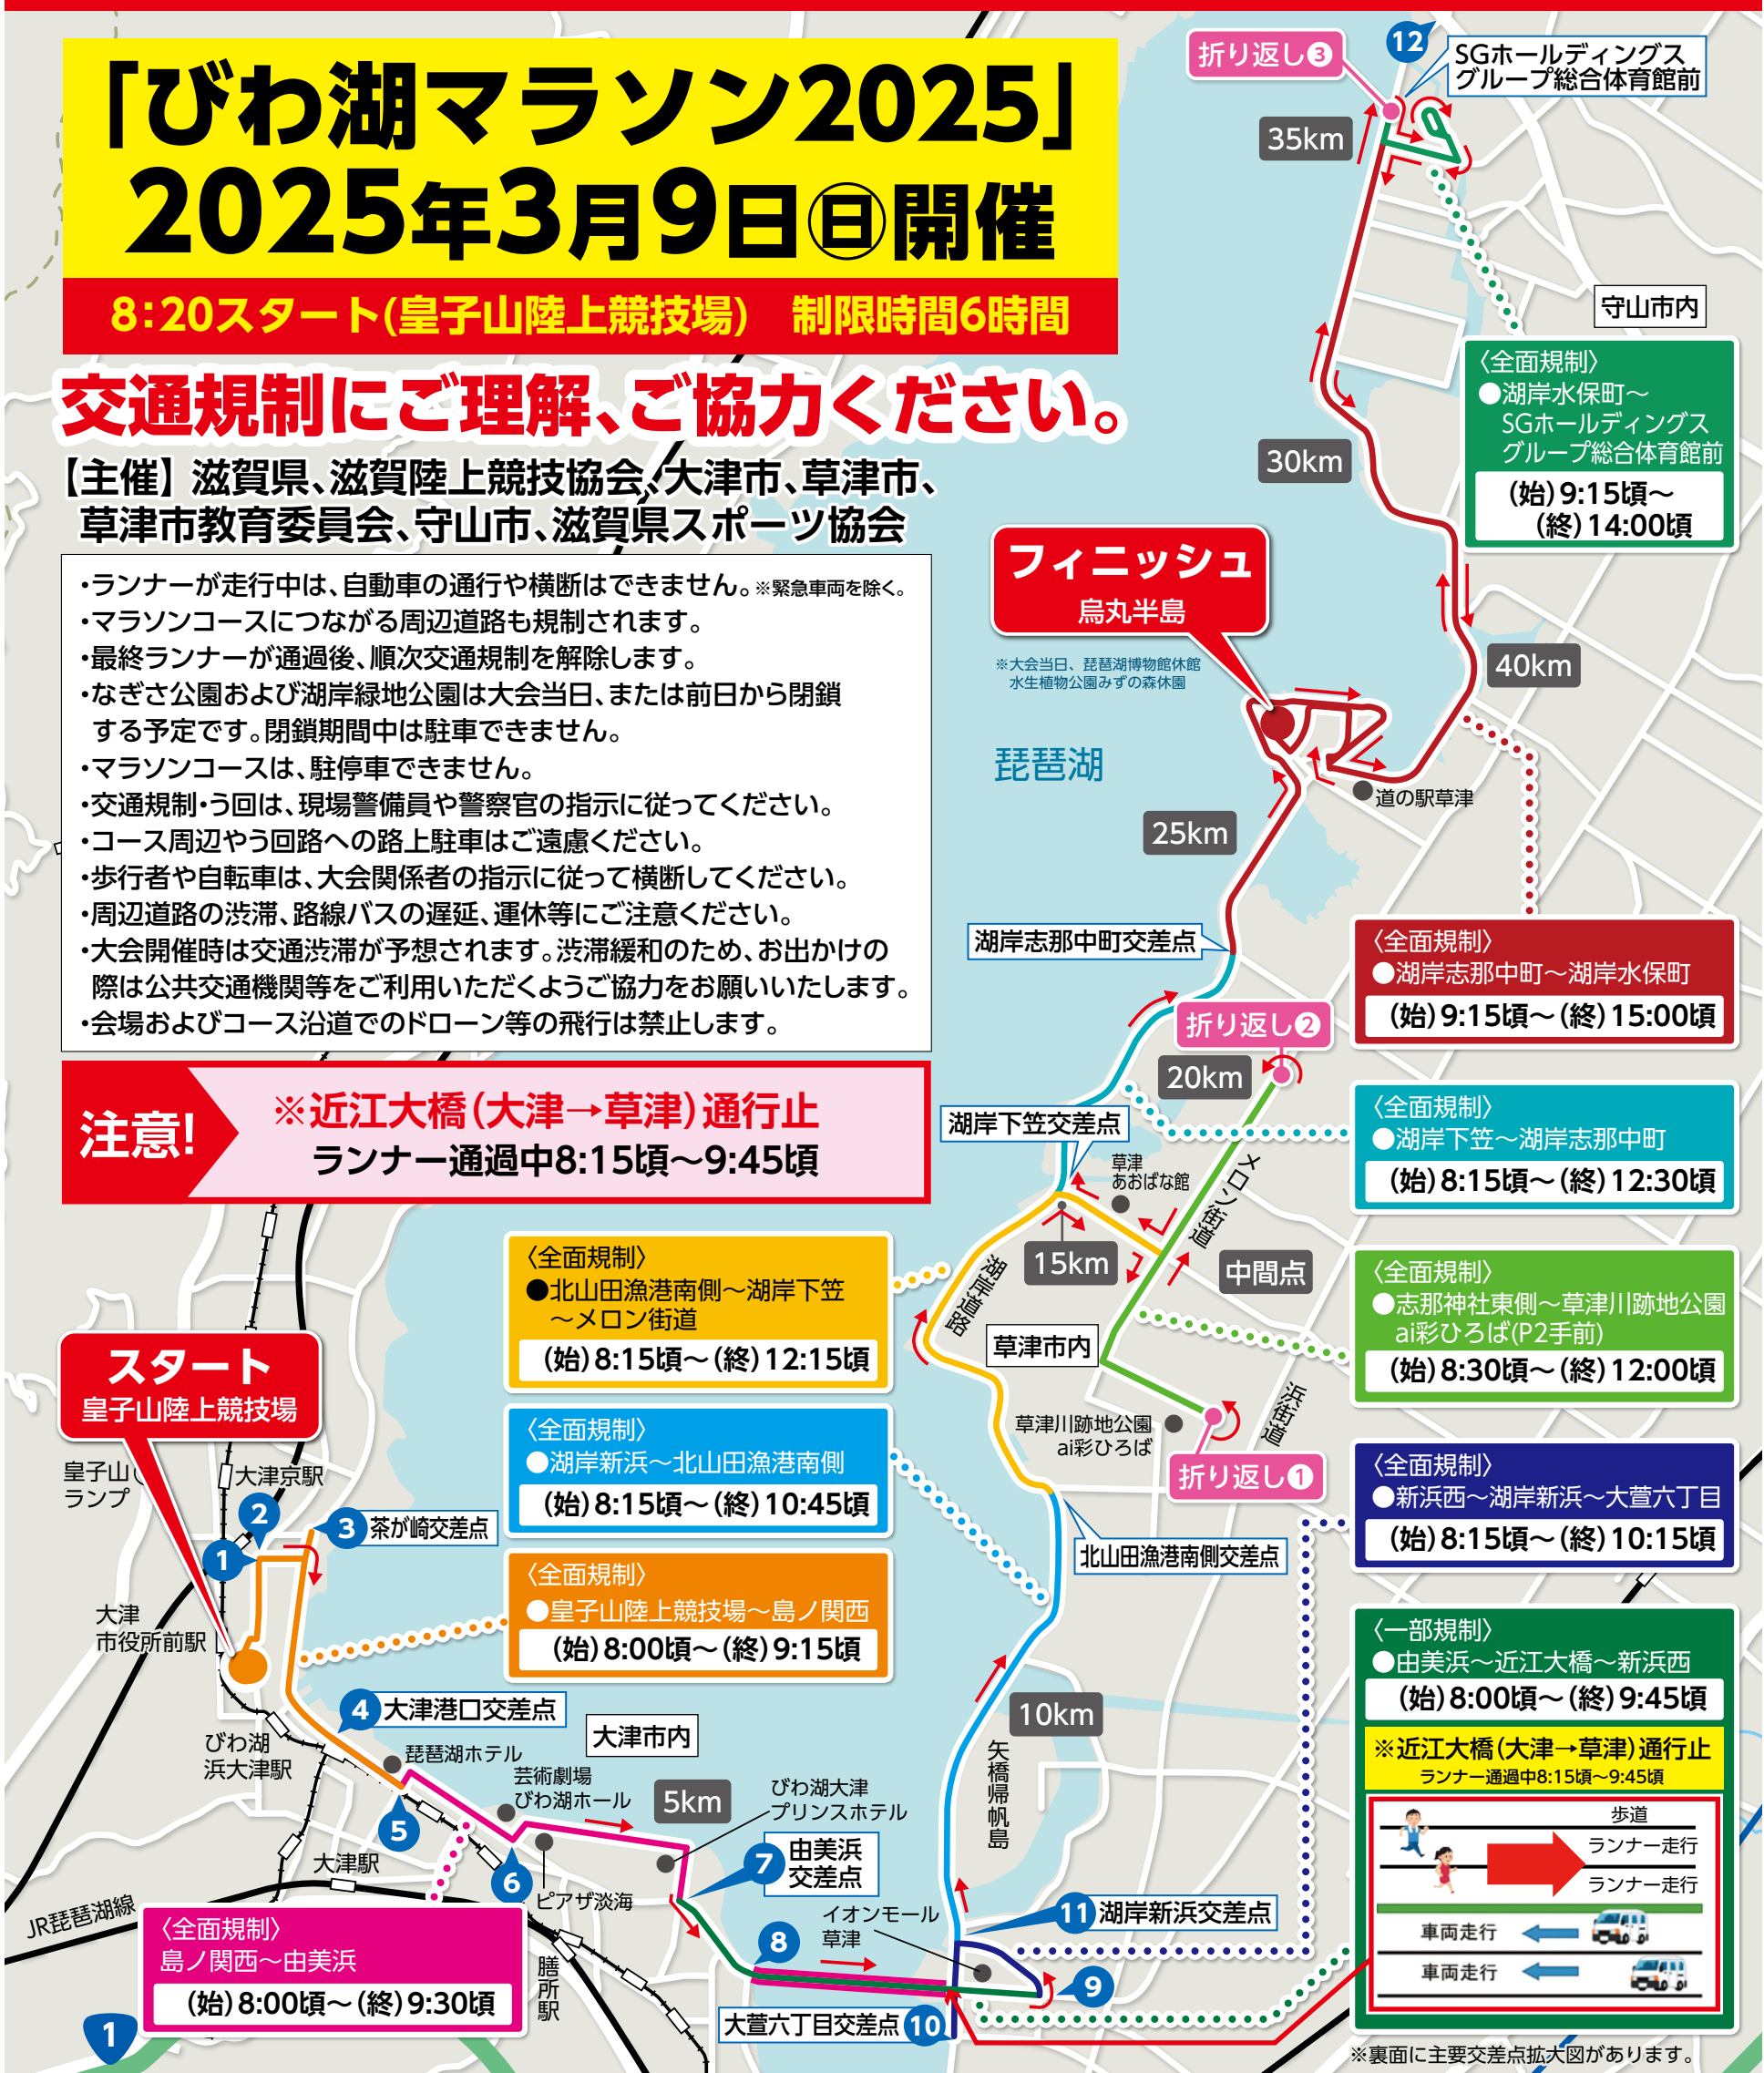 「びわ湖マラソン2025」
2025年3月9日㊐開催
8:20スタート(皇子山陸上競技場)　制限時間6時間
交通規制にご理解、ご協力ください。
【主催】滋賀県、滋賀陸上競技協会、大津市、草津市、
草津市教育委員会、守山市、滋賀県スポーツ協会
・ランナーが走行中は、自動車の通行や横断はできません。※緊急車両を除く。
・マラソンコースにつながる周辺道路も規制されます。
・最終ランナーが通過後、順次交通規制を解除します。
・なぎさ公園および湖岸緑地公園は大会当日、または前日から閉鎖
する予定です。閉鎖期間中は駐車できません。
・マラソンコースは、駐停車できません。
・交通規制・う回は、現場警備員や警察官の指示に従ってください。
・コース周辺やう回路への路上駐車はご遠慮ください。
・歩行者や自転車は、大会関係者の指示に従って横断してください。
・周辺道路の渋滞、路線バスの遅延、運休等にご注意ください。
・大会開催時は交通渋滞が予想されます。渋滞緩和のため、お出かけの
際は公共交通機関等をご利用いただくようご協力をお願いいたします。
・会場およびコース沿道でのドローン等の飛行は禁止します。
注意!
※近江大橋(大津→草津)通行止
ランナー通過中8:15頃〜9:45頃
折り返し❸
12
SGホールディングス
グループ総合体育館前
35km
守山市内
〈全面規制〉
●湖岸水保町〜
SGホールディングス
グループ総合体育館前
(始)9:15頃〜
(終)14:00頃
30km
フィニッシュ
烏丸半島
※大会当日、琵琶湖博物館休館
水生植物公園みずの森休園
40km
琵琶湖
道の駅草津
25km
湖岸志那中町交差点
〈全面規制〉
●湖岸志那中町〜湖岸水保町
(始)9:15頃〜(終)15:00頃
折り返し❷
20km
湖岸下笠交差点
〈全面規制〉
●湖岸下笠〜湖岸志那中町
(始)8:15頃〜(終)12:30頃
草津
あおばな館
メロン街道
15km
中間点
湖岸道路
草津市内
〈全面規制〉
●志那神社東側〜草津川跡地公園
ai彩ひろば(P2手前)
(始)8:30頃〜(終)12:00頃
〈全面規制〉
●北山田漁港南側〜湖岸下笠
〜メロン街道
(始)8:15頃〜(終)12:15頃
浜街道
草津川跡地公園
ai彩ひろば
折り返し❶
〈全面規制〉
●湖岸新浜〜北山田漁港南側
(始)8:15頃〜(終)10:45頃
〈全面規制〉
●新浜西〜湖岸新浜〜大萱六丁目
(始)8:15頃〜(終)10:15頃
北山田漁港南側交差点
スタート
皇子山陸上競技場
皇子山
ランプ
大津京駅
2
3
茶が崎交差点
1
大津
市役所前駅
〈全面規制〉
●皇子山陸上競技場〜島ノ関西
(始)8:00頃〜(終)9:15頃
4
大津港口交差点
大津市内
びわ湖
浜大津駅
琵琶湖ホテル
芸術劇場
びわ湖ホール
5km
びわ湖大津
プリンスホテル
10km
矢橋帰帆島
5
6
ピアザ淡海
7
由美浜
交差点
大津駅
JR琵琶湖線
膳所駅
イオンモール
草津
11
湖岸新浜交差点
8
9
大萱六丁目交差点
10
〈全面規制〉
島ノ関西〜由美浜
(始)8:00頃〜(終)9:30頃
1
〈一部規制〉
●由美浜〜近江大橋〜新浜西
(始)8:00頃〜(終)9:45頃
※近江大橋(大津→草津)通行止
ランナー通過中8:15頃〜9:45頃
歩道
ランナー走行
ランナー走行
車両走行
車両走行
※裏面に主要交差点拡大図があります。